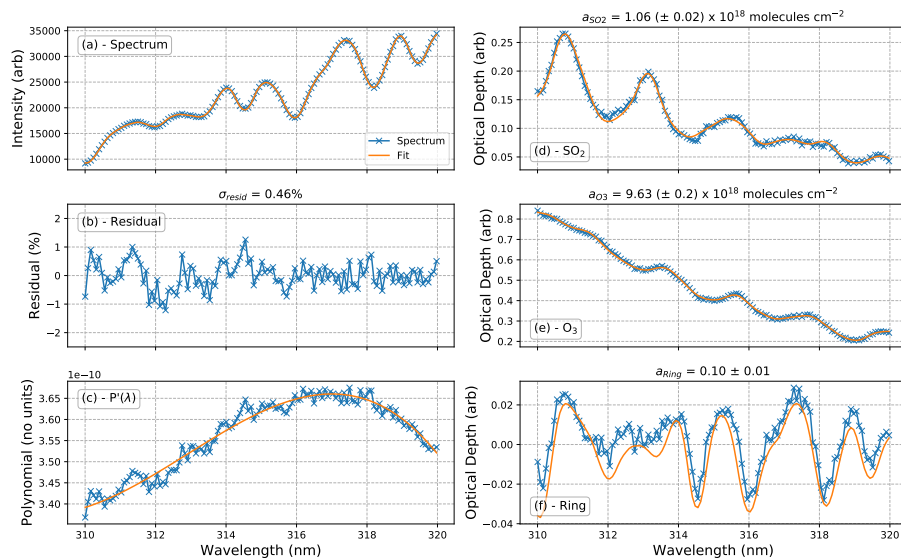 (a) - Spectrum
Intensity (arb)
35000
30000
25000
20000
15000
10000
Spectrum
Fit
σresid = 0.46%
(b) - Residual
Residual (%)
2
1
0
−1
−2
1e−10
(c) - P'(λ)
Polynomial (no units)
3.65
3.60
3.55
3.50
3.45
3.40
310 312 314 316 318 320
Wavelength (nm)
aSO2 = 1.06 (± 0.02) x 10¹⁸ molecules cm⁻²
Optical Depth (arb)
0.25
0.20
0.15
0.10
0.05
(d) - SO₂
aO3 = 9.63 (± 0.2) x 10¹⁸ molecules cm⁻²
Optical Depth (arb)
0.8
0.7
0.6
0.5
0.4
0.3
0.2
(e) - O₃
310 312 314 316 318 320
aRing = 0.10 ± 0.01
Optical Depth (arb)
0.02
0.00
−0.02
−0.04
(f) - Ring
310 312 314 316 318 320
Wavelength (nm)